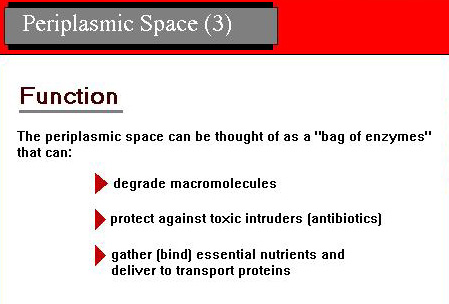 Periplasmic Space (3)
Function
The periplasmic space can be thought of as a "bag of enzymes"
that can:
degrade macromolecules
protect against toxic intruders (antibiotics)
gather (bind) essential nutrients and
deliver to transport proteins